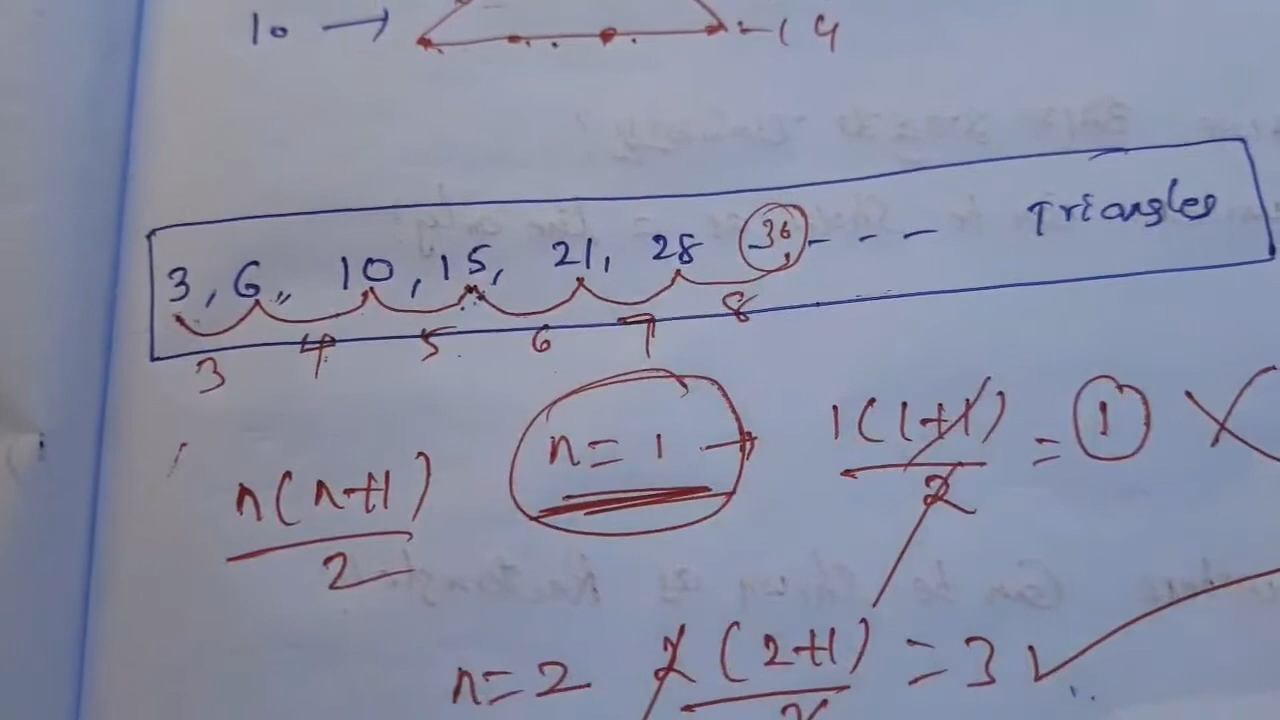 10 → 4
3, 6, 10, 15, 21, 28 36 - - - Triangles
3 4 5 6 7 8
n(n+1)/2 n=1 → 1(1+1)/2 = 1 X
n=2 2(2+1)/2 = 3 ✓